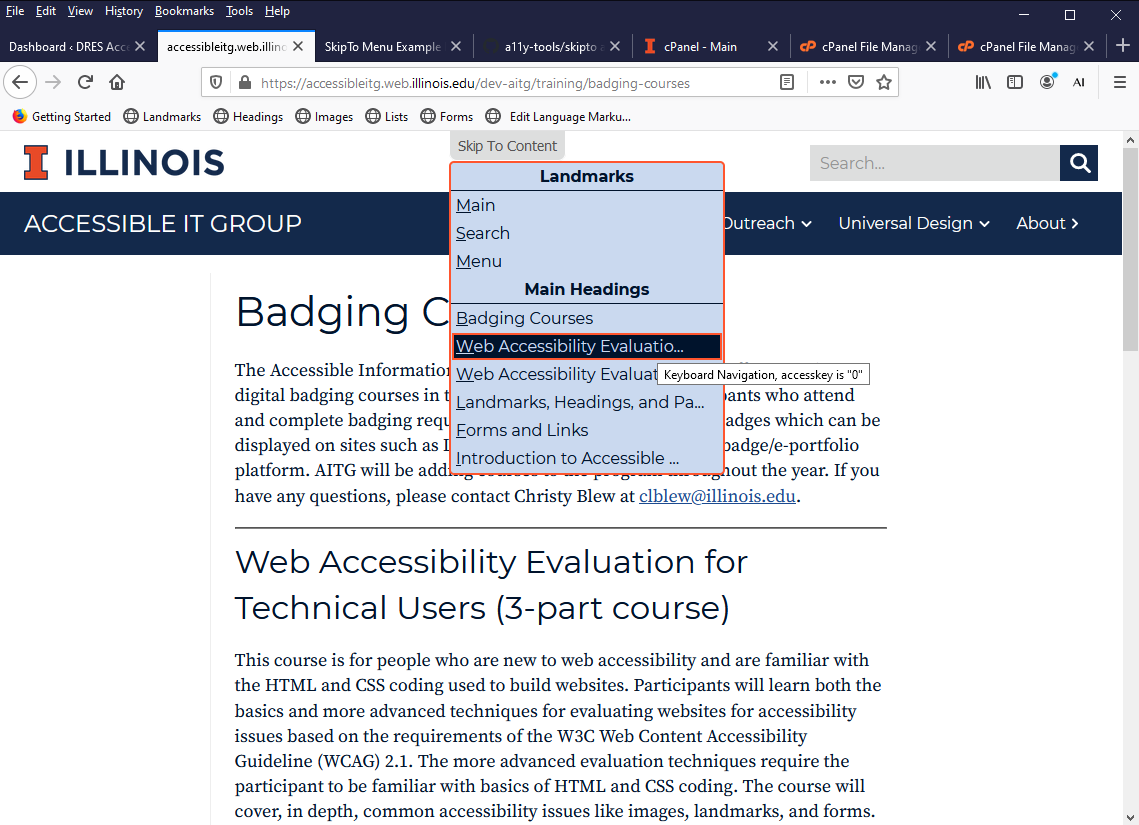 File Edit View History Bookmarks Tools Help
Dashboard ‹ DRES Acce
accessibleitg.web.illino
SkipTo Menu Example
a11y-tools/skipto a
cPanel - Main
cPanel File Manag
cPanel File Manag
https://accessibleitg.web.illinois.edu/dev-aitg/training/badging-courses
AI
Getting Started Landmarks Headings Images Lists Forms Edit Language Marku...
Skip To Content
ILLINOIS
Search...
ACCESSIBLE IT GROUP
Outreach Universal Design About
Landmarks
Main
Search
Menu
Main Headings
Badging Courses
Web Accessibility Evaluatio...
Web Accessibility Evaluat
Landmarks, Headings, and Pa...
Forms and Links
Introduction to Accessible ...
Keyboard Navigation, accesskey is "0"
Badging C
The Accessible Information
digital badging courses in t
and complete badging requ adges which can be
displayed on sites such as badge/e-portfolio
platform. AITG will be adding courses to the program throughout the year. If you
have any questions, please contact Christy Blew at clblew@illinois.edu.
Web Accessibility Evaluation for
Technical Users (3-part course)
This course is for people who are new to web accessibility and are familiar with
the HTML and CSS coding used to build websites. Participants will learn both the
basics and more advanced techniques for evaluating websites for accessibility
issues based on the requirements of the W3C Web Content Accessibility
Guideline (WCAG) 2.1. The more advanced evaluation techniques require the
participant to be familiar with basics of HTML and CSS coding. The course will
cover, in depth, common accessibility issues like images, landmarks, and forms.